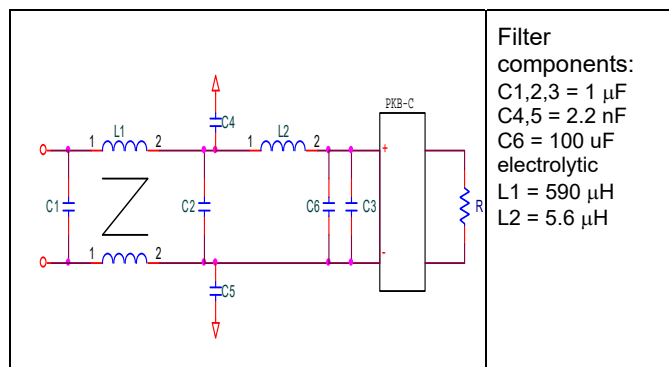 PKB-C
C4
L1
L2
1
2
1
2
+
C1
C2
C6
C3
R
1
2
-
C5
Filter
components:
C1,2,3 = 1 μF
C4,5 = 2.2 nF
C6 = 100 uF
electrolytic
L1 = 590 μH
L2 = 5.6 μH